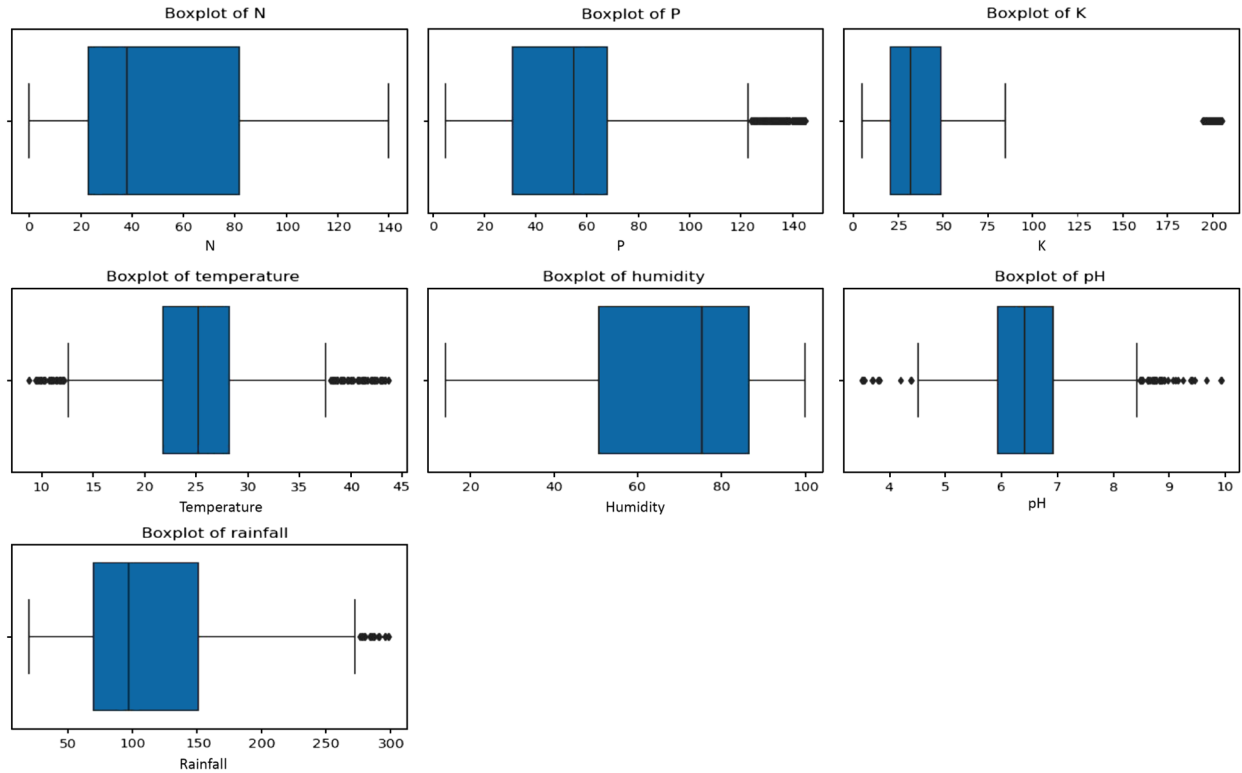 Boxplot of N
Boxplot of P
Boxplot of K
0 20 40 60 80 100 120 140
0 20 40 60 80 100 120 140
0 25 50 75 100 125 150 175 200
N
P
K
Boxplot of temperature
Boxplot of humidity
Boxplot of pH
10 15 20 25 30 35 40 45
20 40 60 80 100
4 5 6 7 8 9 10
Temperature
Humidity
pH
Boxplot of rainfall
50 100 150 200 250 300
Rainfall